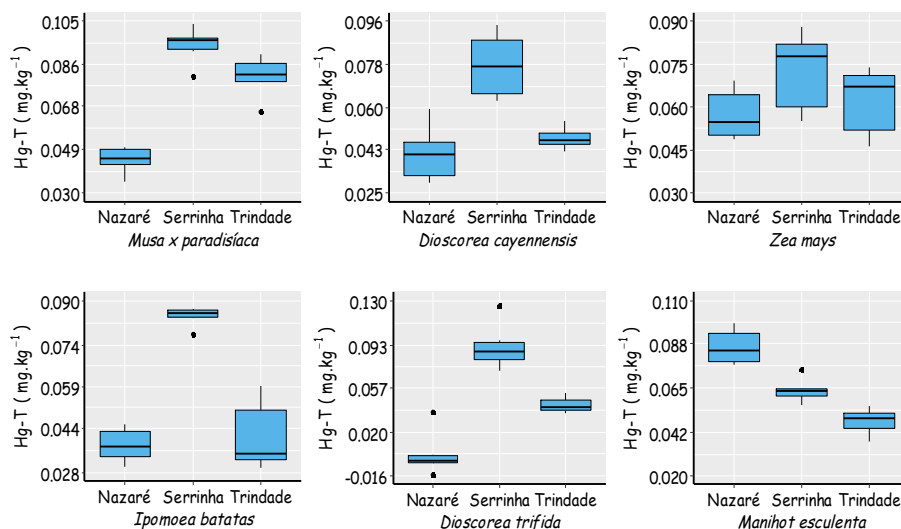 Hg-T ( mg.kg⁻¹ )
0.105
0.086
0.068
0.049
0.030
Nazaré Serrinha Trindade
Musa x paradisíaca
Hg-T ( mg.kg⁻¹ )
0.096
0.078
0.060
0.043
0.025
Nazaré Serrinha Trindade
Dioscorea cayennensis
Hg-T ( mg.kg⁻¹ )
0.090
0.075
0.060
0.045
0.030
Nazaré Serrinha Trindade
Zea mays
Hg-T ( mg.kg⁻¹ )
0.090
0.074
0.059
0.044
0.028
Nazaré Serrinha Trindade
Ipomoea batatas
Hg-T ( mg.kg⁻¹ )
0.130
0.093
0.057
0.020
-0.016
Nazaré Serrinha Trindade
Dioscorea trifida
Hg-T ( mg.kg⁻¹ )
0.110
0.088
0.065
0.042
0.020
Nazaré Serrinha Trindade
Manihot esculenta